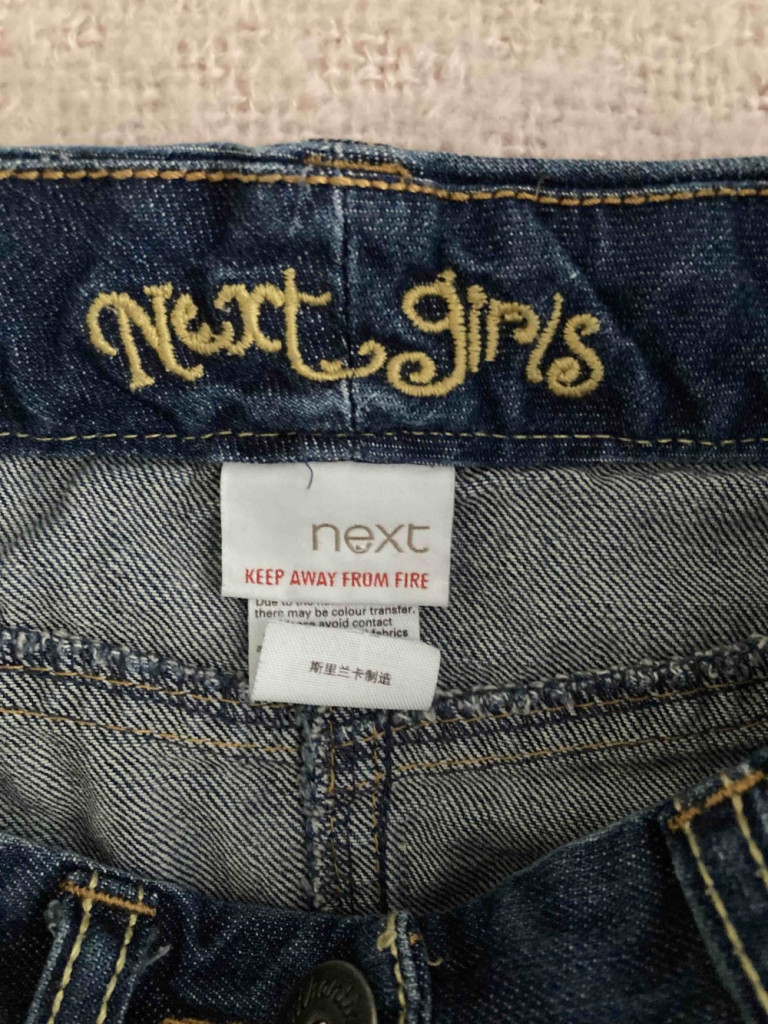 Next girls
next
KEEP AWAY FROM FIRE
Due to the
there may be colour transfer.
avoid contact
fabrics
斯里兰卡制造